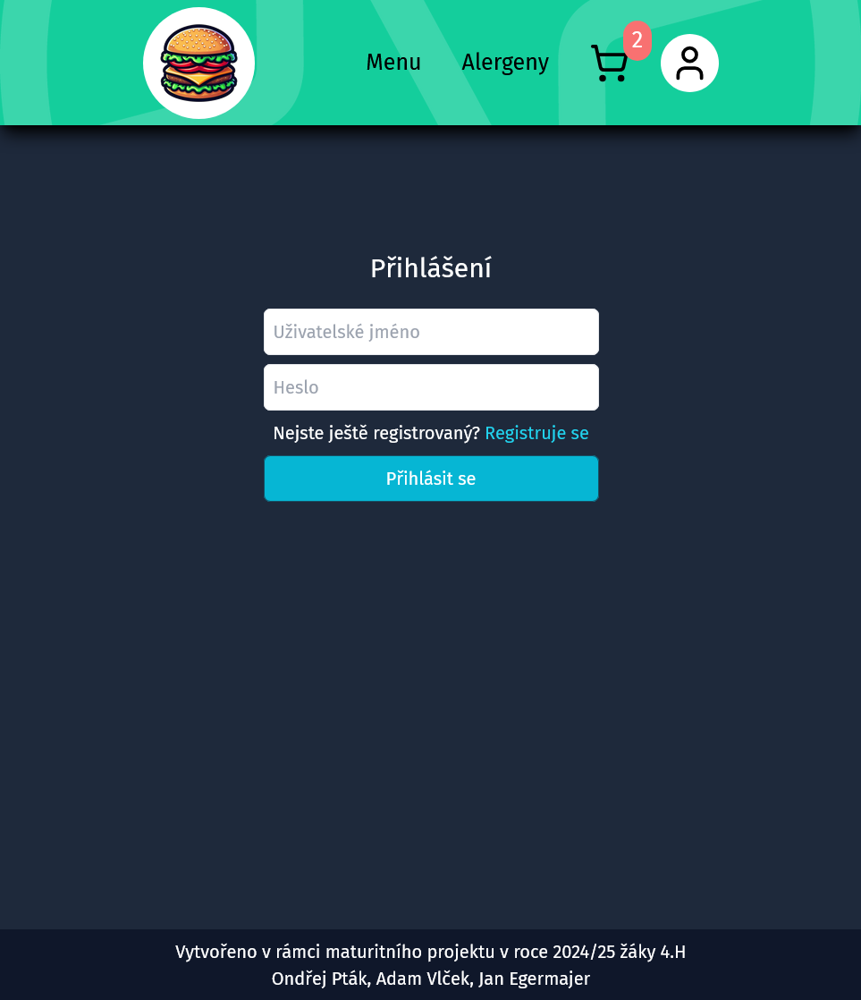 Menu
Alergeny
2
Přihlášení
Uživatelské jméno
Heslo
Nejste ještě registrovaný? Registruje se
Přihlásit se
Vytvořeno v rámci maturitního projektu v roce 2024/25 žáky 4.H
Ondřej Pták, Adam Vlček, Jan Egermajer